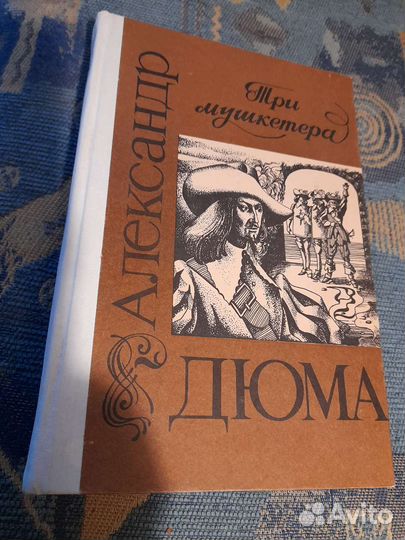 Александр
Три
мушкетера
ДЮМА
Avito